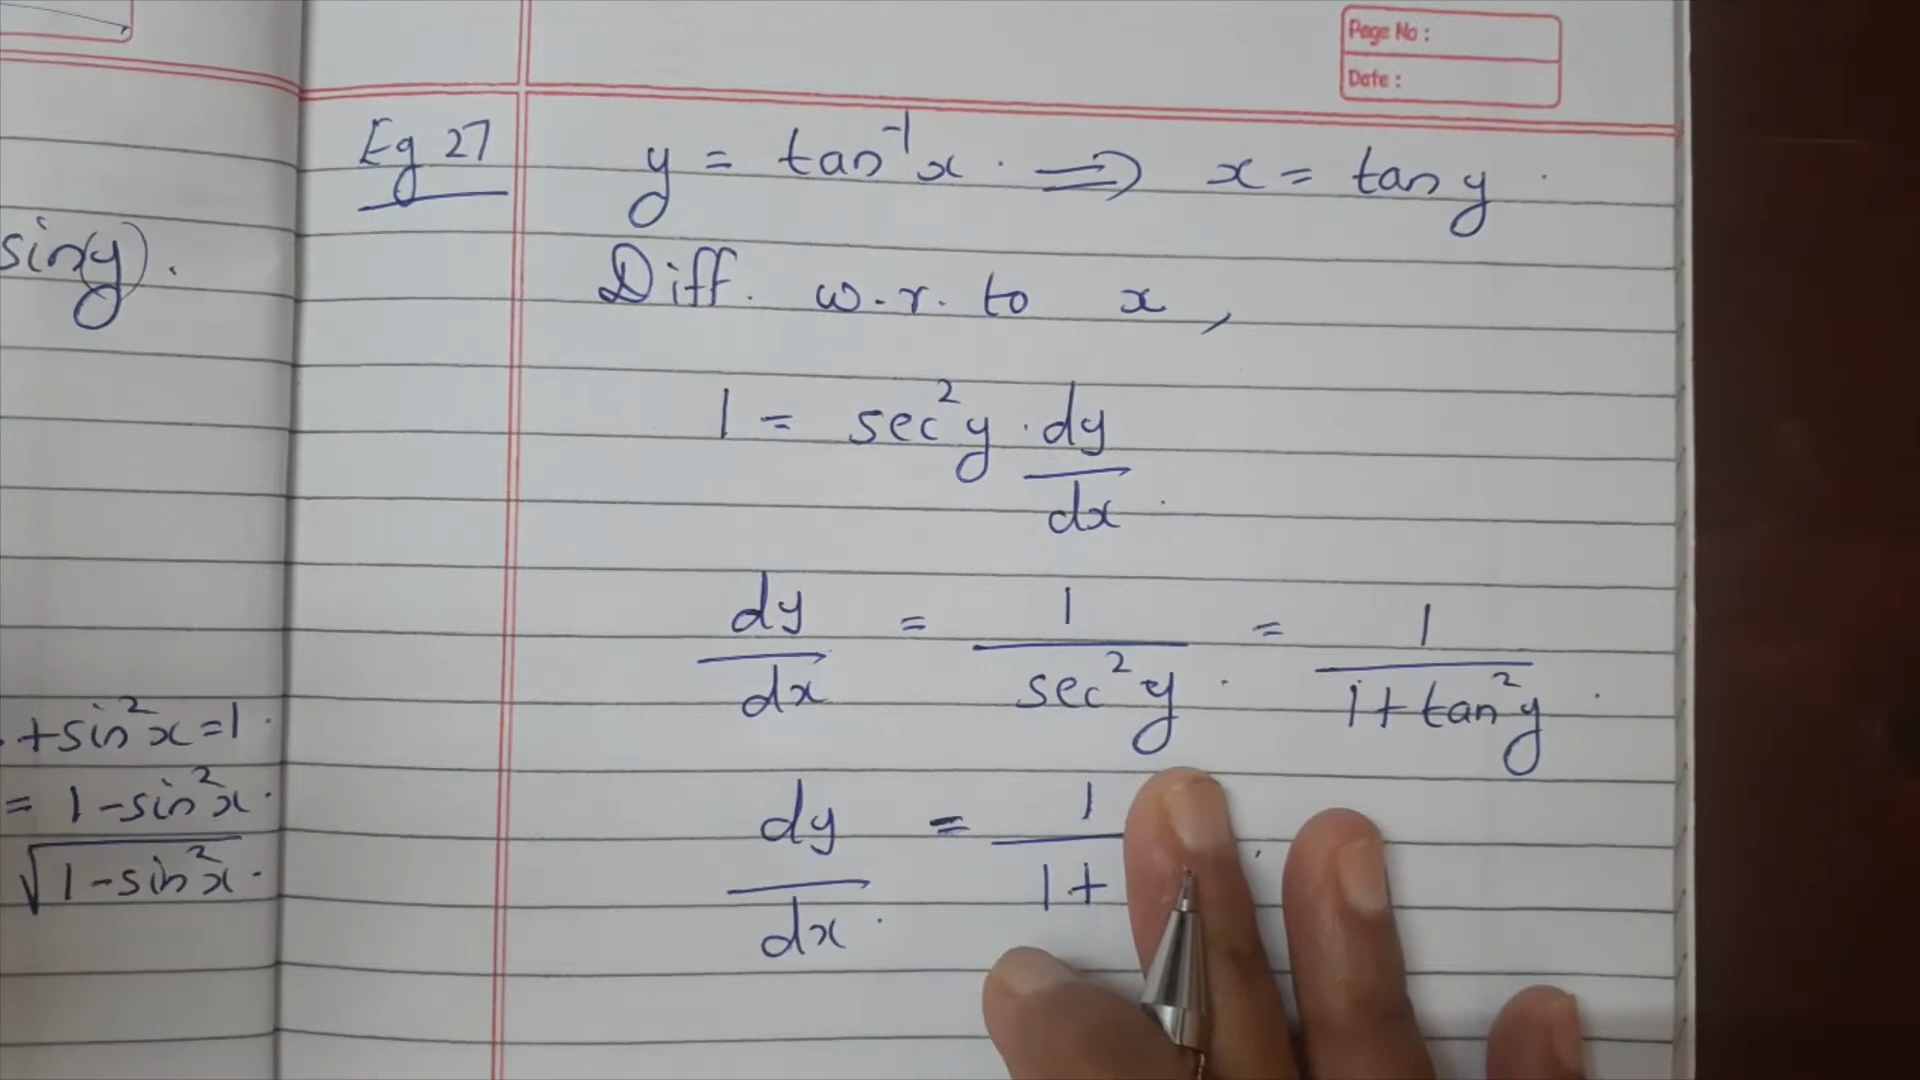 Page No :
Date :
sin(y).
+sin²x=1.
= 1-sin²x.
√1-sin²x.
Eg 27
y = tan⁻¹x. ⟹ x = tan y.
Diff. w.r. to x,
1 = sec²y . dy/dx.
dy/dx = 1/sec²y. = 1/1+tan²y.
dy/dx. = 1/1+